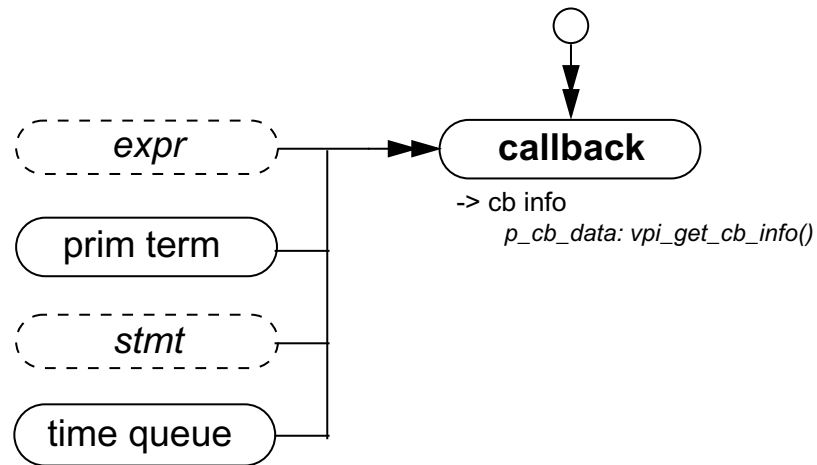 expr
callback
-> cb info
p_cb_data: vpi_get_cb_info()
prim term
stmt
time queue